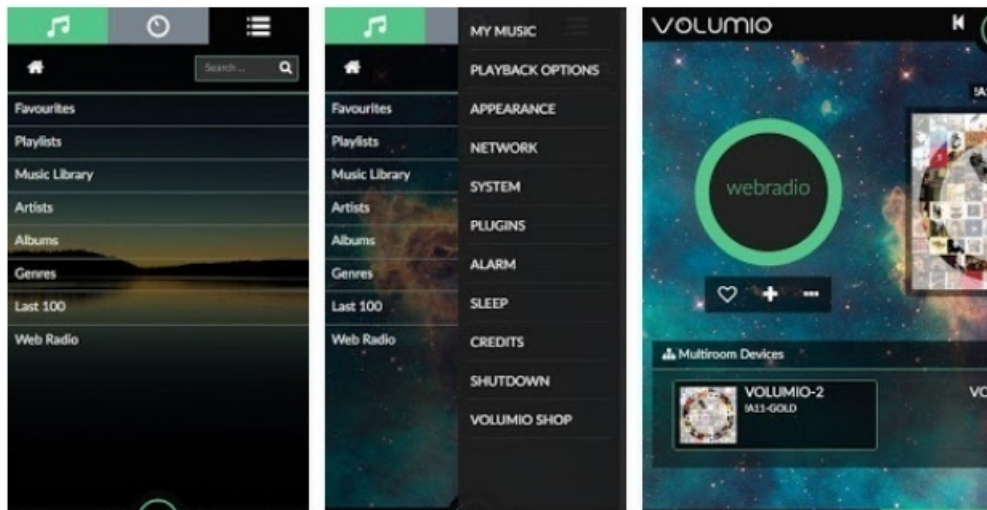 Search ...
Favourites
Playlists
Music Library
Artists
Albums
Genres
Last 100
Web Radio
Favourites
Playlists
Music Library
Artists
Albums
Genres
Last 100
Web Radio
MY MUSIC
PLAYBACK OPTIONS
APPEARANCE
NETWORK
SYSTEM
PLUGINS
ALARM
SLEEP
CREDITS
SHUTDOWN
VOLUMIO SHOP
VOLUMIO
!A
webradio
Multiroom Devices
VOLUMIO-2
!A11-GOLD
VO